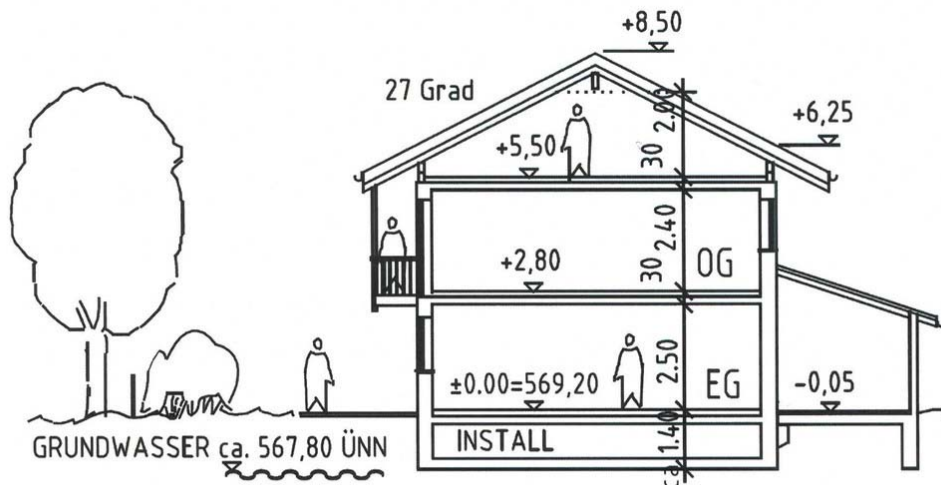 +8,50
27 Grad
+6,25
2.00
+5,50
30
2.40
+2,80
OG
30
2.50
±0.00=569,20
EG
-0,05
GRUNDWASSER ca. 567,80 ÜNN
INSTALL
ca. 1.40